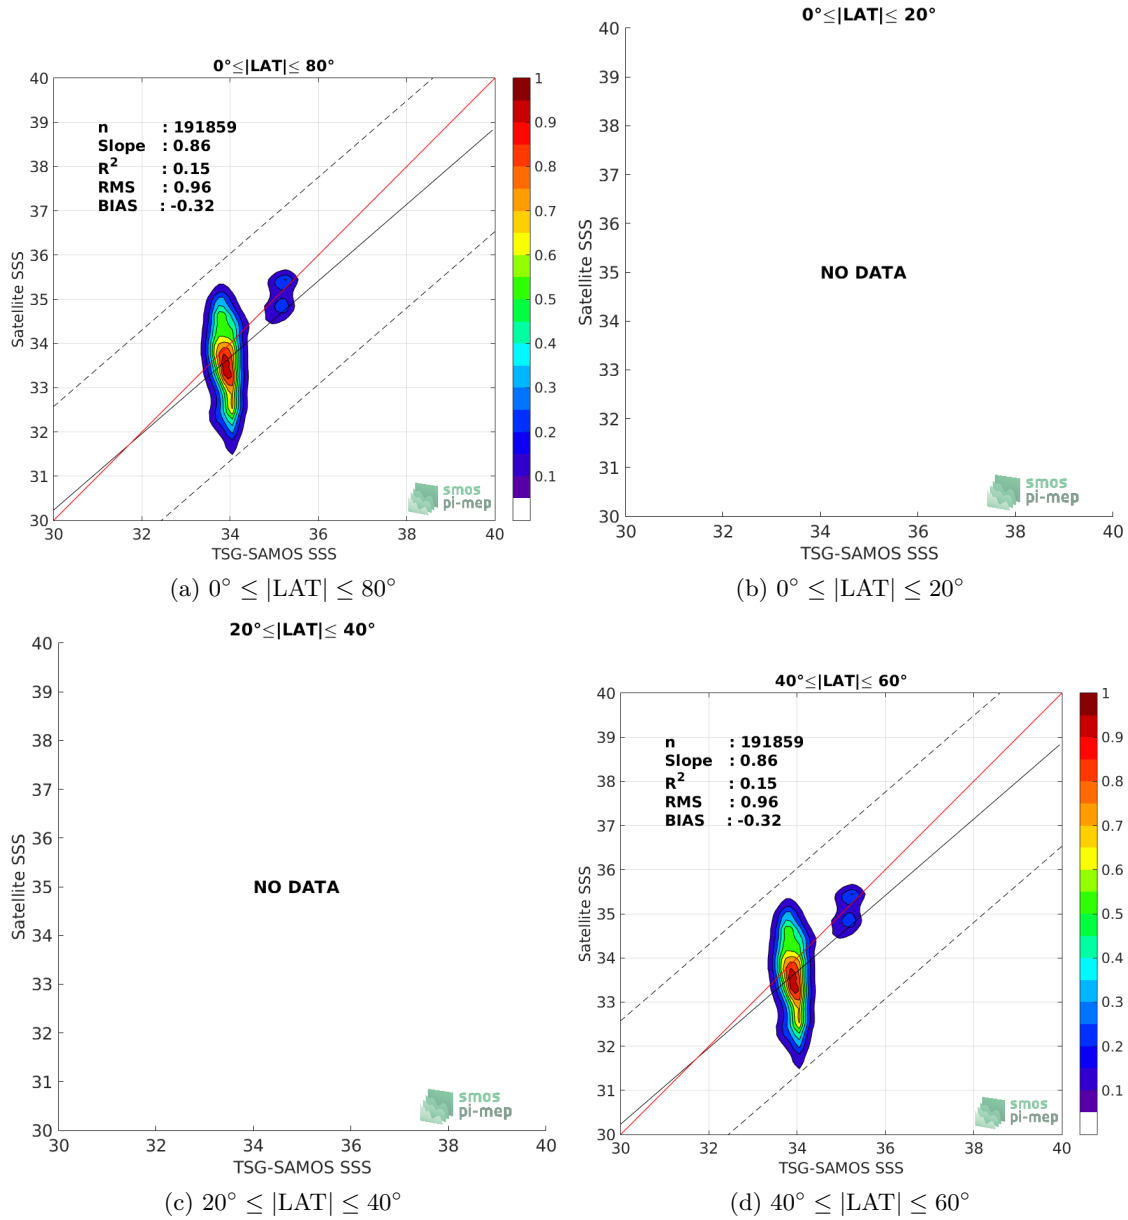 0°≤|LAT|≤ 80°
40
39
38
37
36
35
34
33
32
31
30
30
32
34
36
38
40
Satellite SSS
TSG-SAMOS SSS
n : 191859
Slope : 0.86
R² : 0.15
RMS : 0.96
BIAS : -0.32
1
0.9
0.8
0.7
0.6
0.5
0.4
0.3
0.2
0.1
smos
pi-mep
(a) 0° ≤ |LAT| ≤ 80°
0°≤|LAT|≤ 20°
40
39
38
37
36
35
34
33
32
31
30
30
32
34
36
38
40
Satellite SSS
TSG-SAMOS SSS
NO DATA
smos
pi-mep
(b) 0° ≤ |LAT| ≤ 20°
20°≤|LAT|≤ 40°
40
39
38
37
36
35
34
33
32
31
30
30
32
34
36
38
40
Satellite SSS
TSG-SAMOS SSS
NO DATA
smos
pi-mep
(c) 20° ≤ |LAT| ≤ 40°
40°≤|LAT|≤ 60°
40
39
38
37
36
35
34
33
32
31
30
30
32
34
36
38
40
Satellite SSS
TSG-SAMOS SSS
n : 191859
Slope : 0.86
R² : 0.15
RMS : 0.96
BIAS : -0.32
1
0.9
0.8
0.7
0.6
0.5
0.4
0.3
0.2
0.1
smos
pi-mep
(d) 40° ≤ |LAT| ≤ 60°